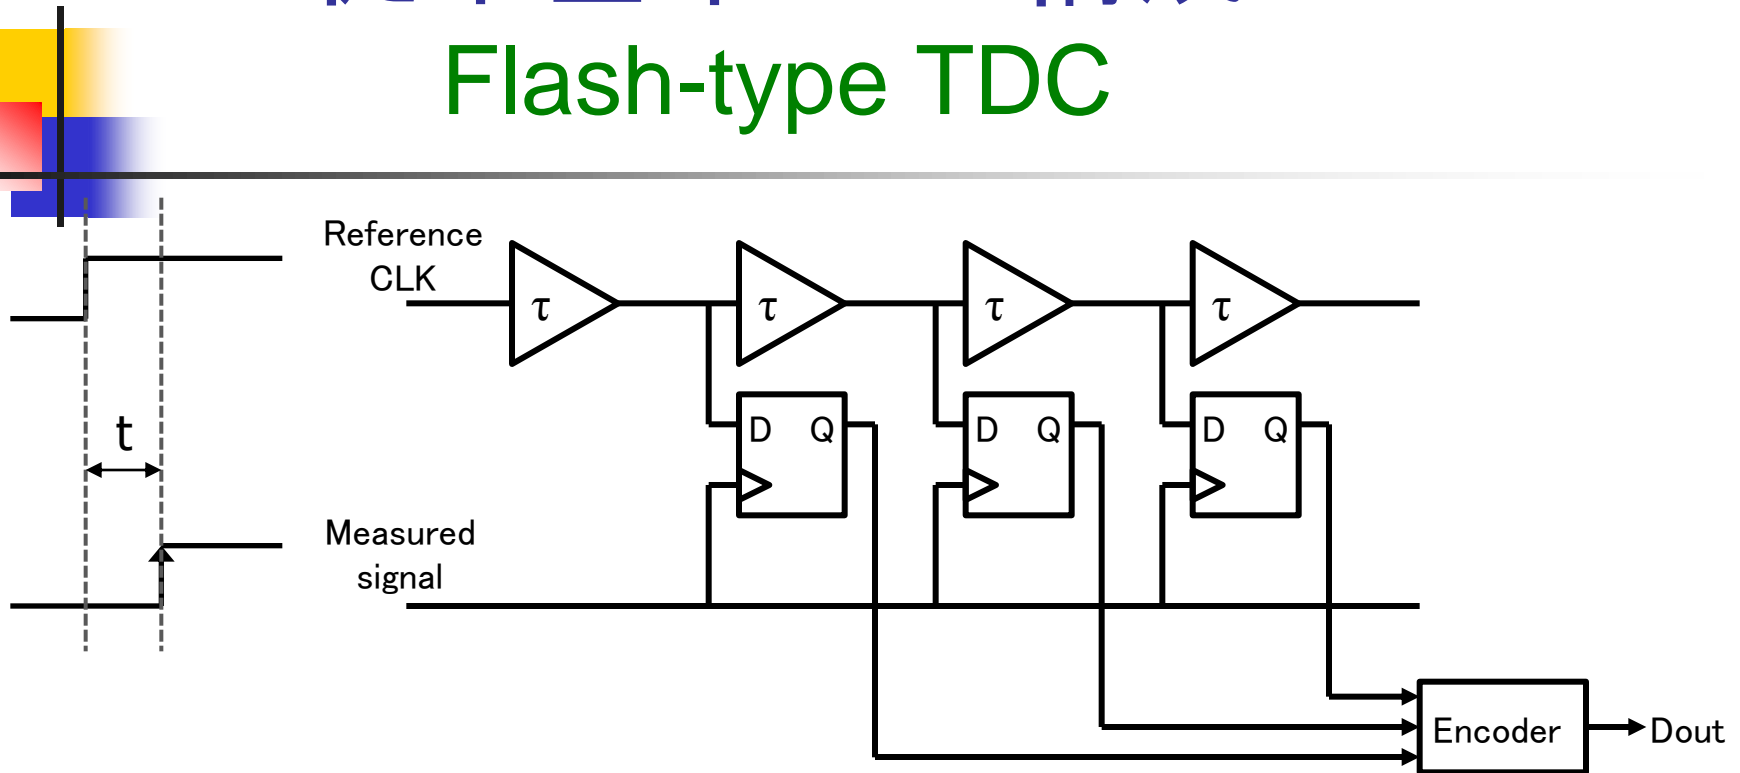 Flash-type TDC
Reference
CLK
τ τ τ τ
t
D Q D Q D Q
Measured
signal
Encoder
Dout